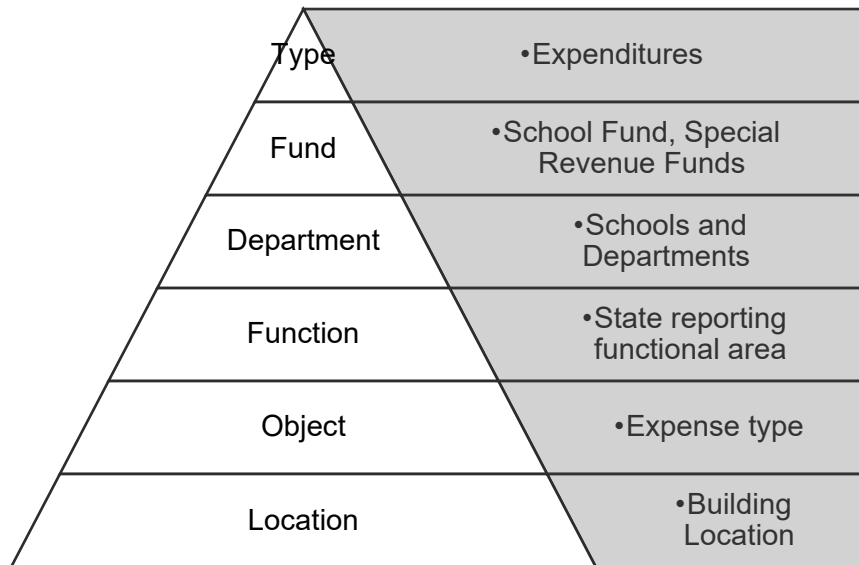 Type
•Expenditures
Fund
•School Fund, Special
Revenue Funds
Department
•Schools and
Departments
Function
•State reporting
functional area
Object
•Expense type
Location
•Building
Location